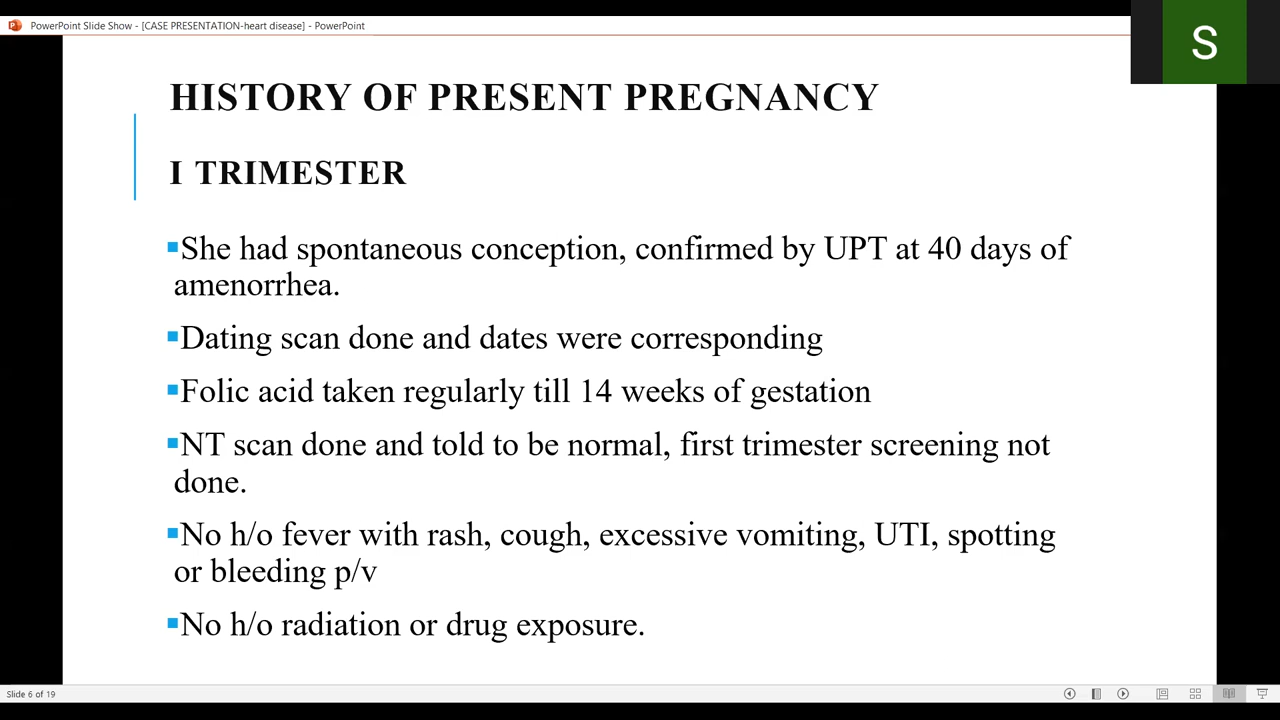 PowerPoint Slide Show - [CASE PRESENTATION-heart disease] - PowerPoint
S
HISTORY OF PRESENT PREGNANCY
I TRIMESTER
▪She had spontaneous conception, confirmed by UPT at 40 days of
amenorrhea.
▪Dating scan done and dates were corresponding
▪Folic acid taken regularly till 14 weeks of gestation
▪NT scan done and told to be normal, first trimester screening not
done.
▪No h/o fever with rash, cough, excessive vomiting, UTI, spotting
or bleeding p/v
▪No h/o radiation or drug exposure.
Slide 6 of 19